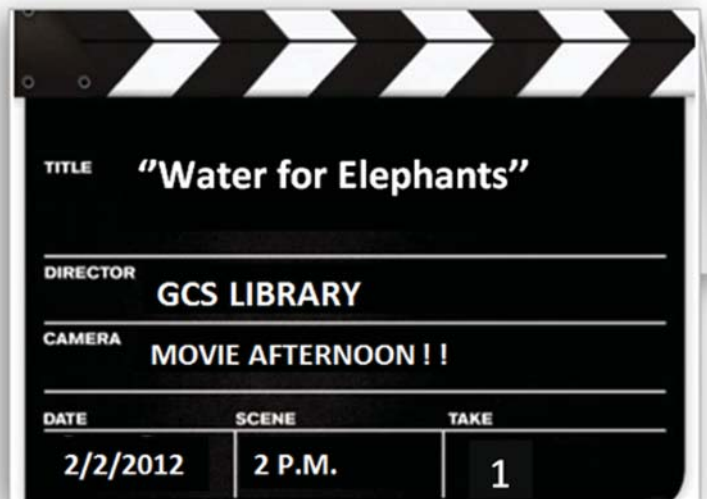 TITLE "Water for Elephants"
DIRECTOR GCS LIBRARY
CAMERA MOVIE AFTERNOON ! !
DATE SCENE TAKE
2/2/2012 2 P.M. 1